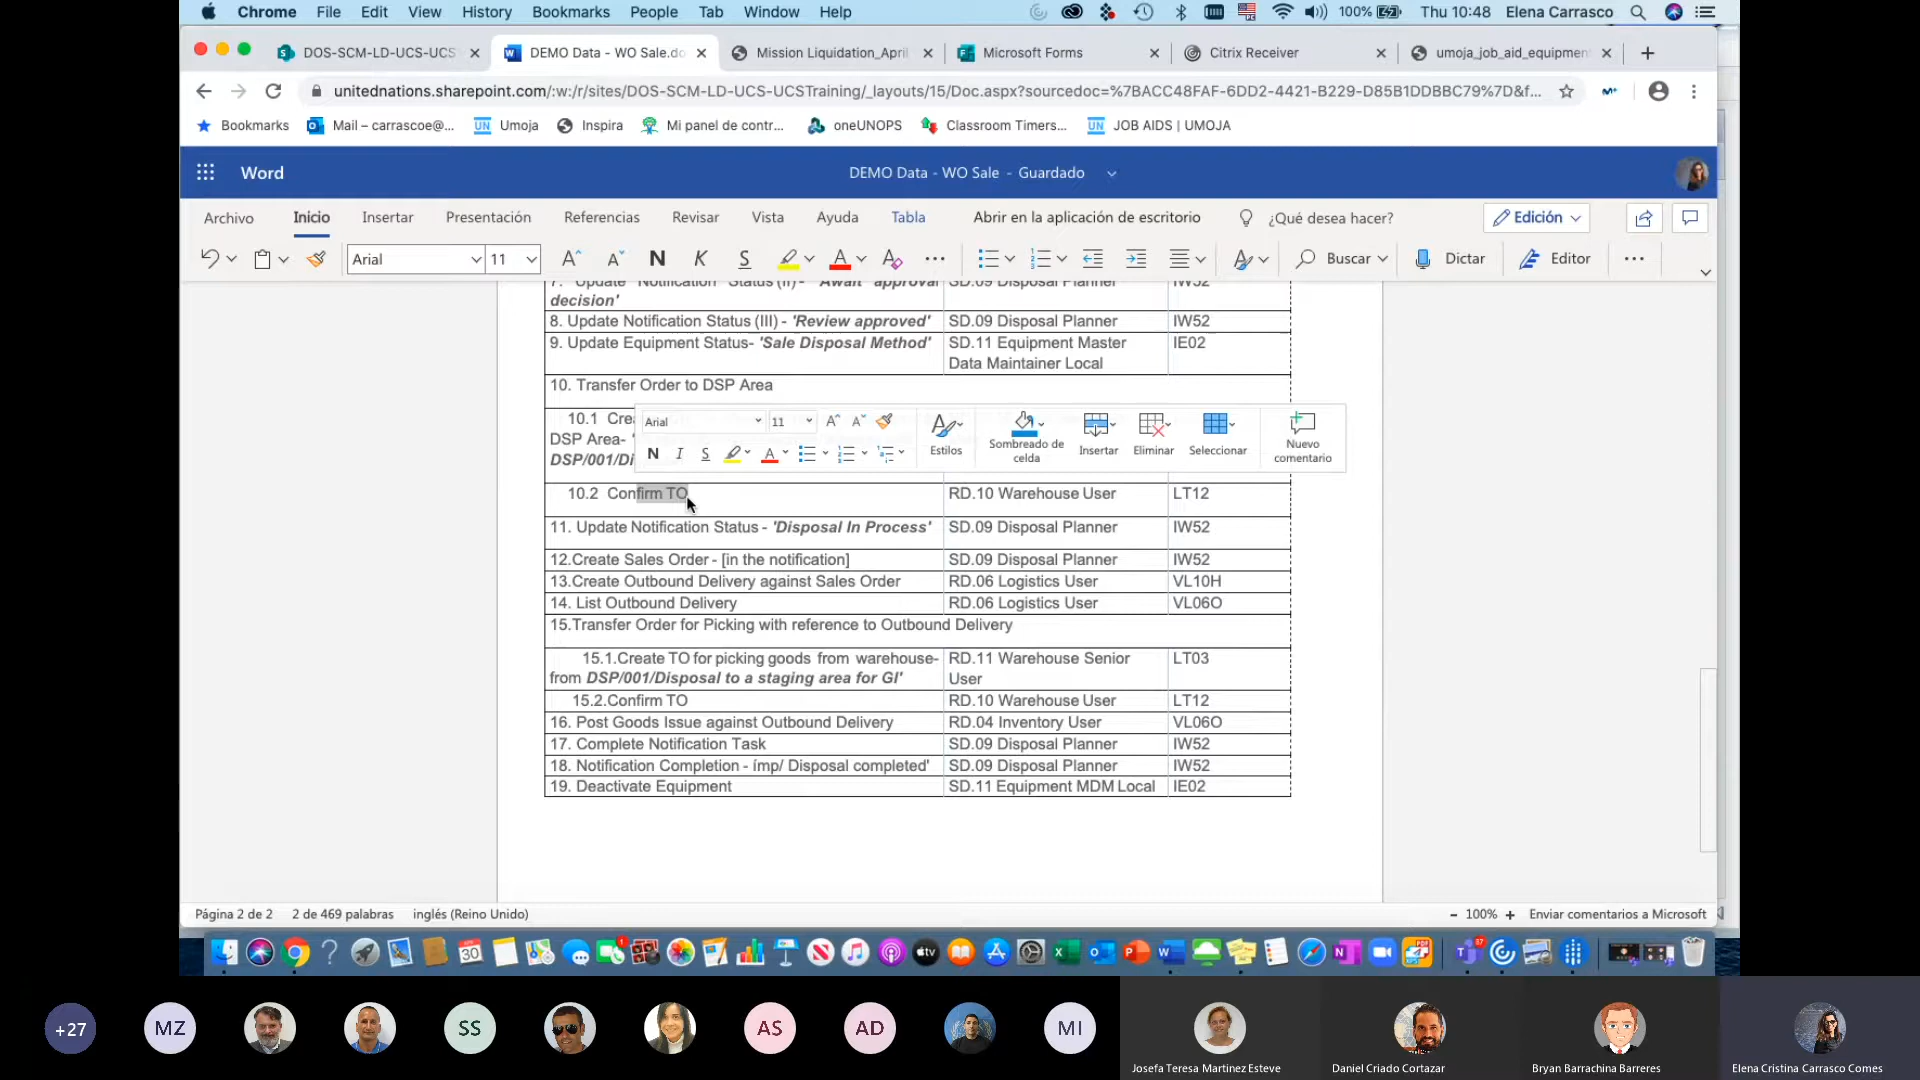 Chrome File Edit View History Bookmarks People Tab Window Help 100% Thu 10:48 Elena Carrasco
DOS-SCM-LD-UCS-UCS DEMO Data - WO Sale.do Mission Liquidation_April Microsoft Forms Citrix Receiver umoja_job_aid_equipment
unitednations.sharepoint.com/:w:/r/sites/DOS-SCM-LD-UCS-UCSTraining/_layouts/15/Doc.aspx?sourcedoc=%7BACC48FAF-6DD2-4421-B229-D85B1DDBBC79%7D&f...
Bookmarks Mail – carrascoe@... UN Umoja Inspira Mi panel de contr... oneUNOPS Classroom Timers... UN JOB AIDS | UMOJA
Word DEMO Data - WO Sale - Guardado
Archivo Inicio Insertar Presentación Referencias Revisar Vista Ayuda Tabla Abrir en la aplicación de escritorio ¿Qué desea hacer? Edición
Arial 11 N K S Buscar Dictar Editor
7. Update Notification Status (II)- 'Await approval SD.09 Disposal Planner IW52
decision'
8. Update Notification Status (III) - 'Review approved' SD.09 Disposal Planner IW52
9. Update Equipment Status- 'Sale Disposal Method' SD.11 Equipment Master IE02
Data Maintainer Local
10. Transfer Order to DSP Area
10.1 Cre
DSP Area-
DSP/001/Di
Arial 11 Estilos Sombreado de celda Insertar Eliminar Seleccionar Nuevo comentario
N I S
10.2 Confirm TO RD.10 Warehouse User LT12
11. Update Notification Status - 'Disposal In Process' SD.09 Disposal Planner IW52
12.Create Sales Order - [in the notification] SD.09 Disposal Planner IW52
13.Create Outbound Delivery against Sales Order RD.06 Logistics User VL10H
14. List Outbound Delivery RD.06 Logistics User VL06O
15.Transfer Order for Picking with reference to Outbound Delivery
15.1.Create TO for picking goods from warehouse- RD.11 Warehouse Senior LT03
from DSP/001/Disposal to a staging area for GI' User
15.2.Confirm TO RD.10 Warehouse User LT12
16. Post Goods Issue against Outbound Delivery RD.04 Inventory User VL06O
17. Complete Notification Task SD.09 Disposal Planner IW52
18. Notification Completion - ímp/ Disposal completed' SD.09 Disposal Planner IW52
19. Deactivate Equipment SD.11 Equipment MDM Local IE02
Página 2 de 2 2 de 469 palabras inglés (Reino Unido) - 100% + Enviar comentarios a Microsoft
+27 MZ SS AS AD MI
Josefa Teresa Martinez Esteve Daniel Criado Cortazar Bryan Barrachina Barreres Elena Cristina Carrasco Comes